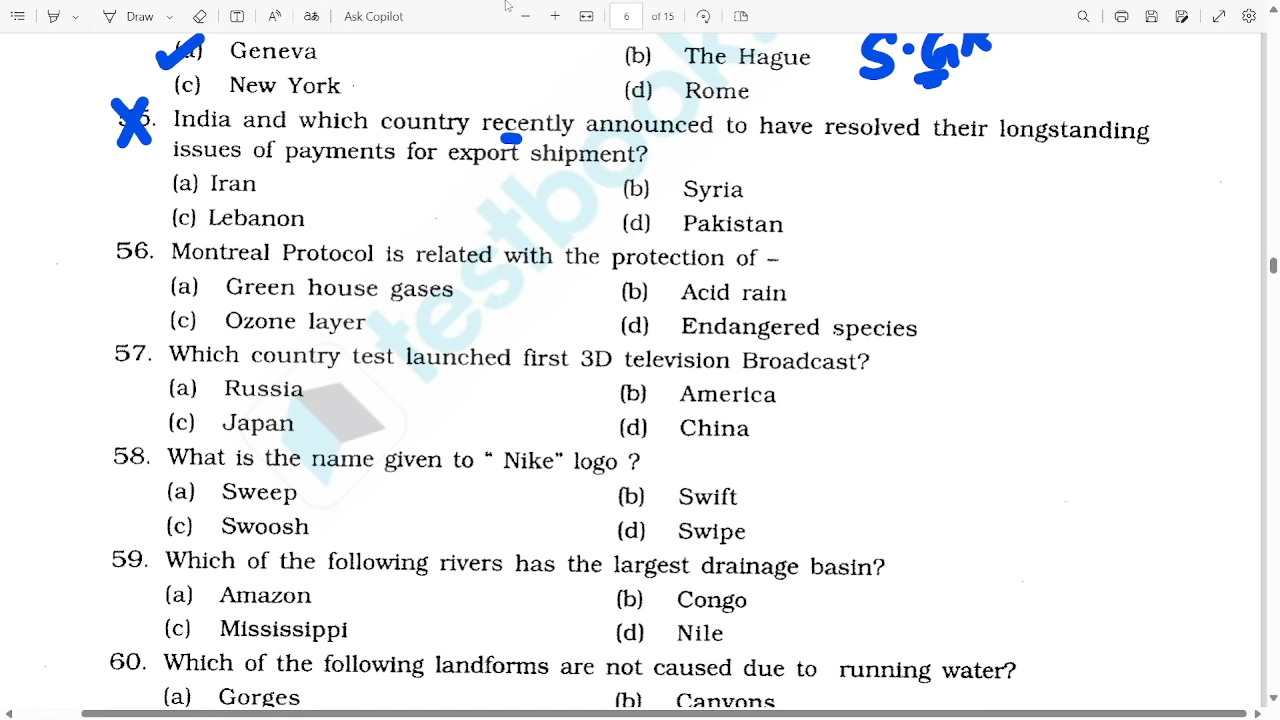 Draw
Ask Copilot
6 of 15
Geneva (b) The Hague S.GK
(c) New York (d) Rome
India and which country recently announced to have resolved their longstanding
issues of payments for export shipment?
(a) Iran (b) Syria
(c) Lebanon (d) Pakistan
56. Montreal Protocol is related with the protection of –
(a) Green house gases (b) Acid rain
(c) Ozone layer (d) Endangered species
57. Which country test launched first 3D television Broadcast?
(a) Russia (b) America
(c) Japan (d) China
58. What is the name given to “ Nike” logo ?
(a) Sweep (b) Swift
(c) Swoosh (d) Swipe
59. Which of the following rivers has the largest drainage basin?
(a) Amazon (b) Congo
(c) Mississippi (d) Nile
60. Which of the following landforms are not caused due to running water?
(a) Gorges (b) Canyons
testbook